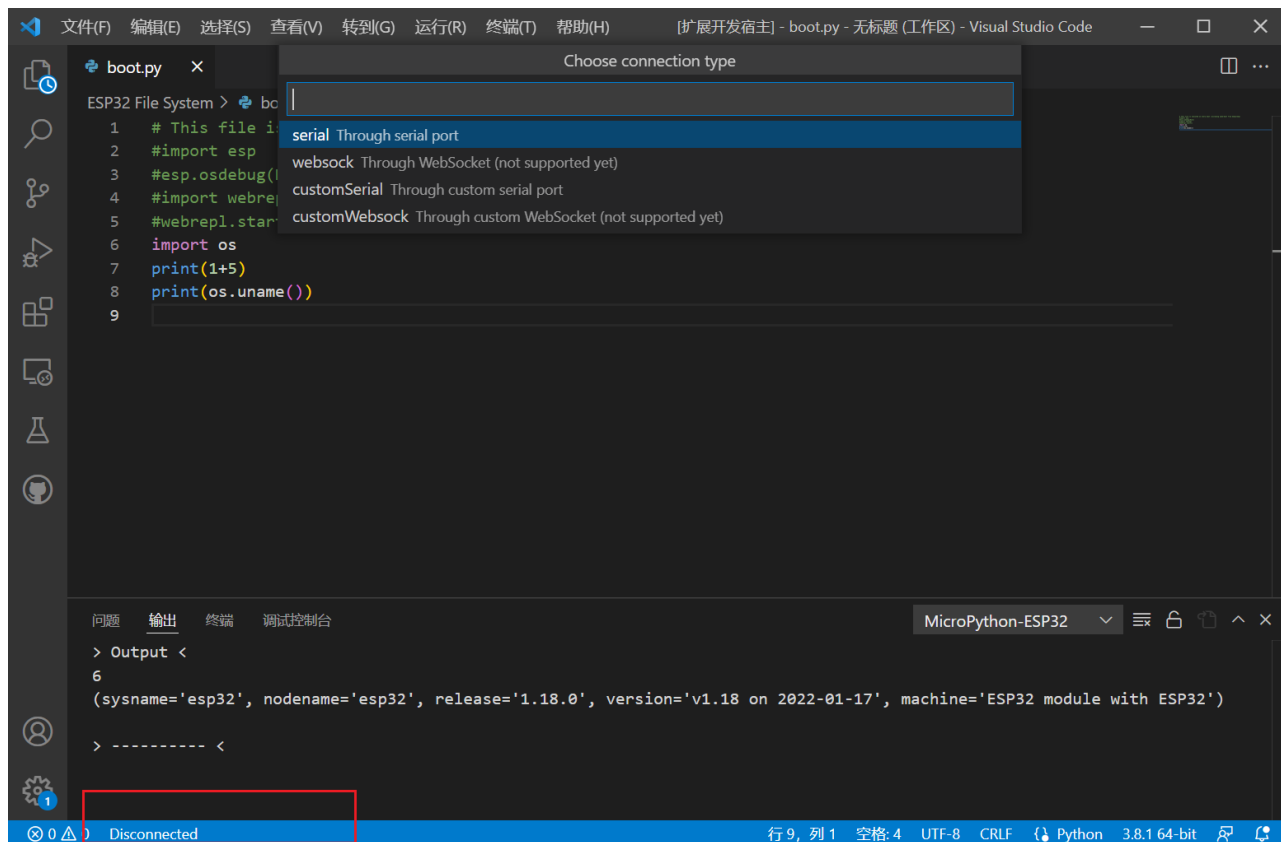 文件(F) 编辑(E) 选择(S) 查看(V) 转到(G) 运行(R) 终端(T) 帮助(H) [扩展开发宿主] - boot.py - 无标题 (工作区) - Visual Studio Code
boot.py
Choose connection type
ESP32 File System > bo
serial Through serial port
websock Through WebSocket (not supported yet)
customSerial Through custom serial port
customWebsock Through custom WebSocket (not supported yet)
1 # This file i
2 #import esp
3 #esp.osdebug(
4 #import webre
5 #webrepl.star
6 import os
7 print(1+5)
8 print(os.uname())
9
问题 输出 终端 调试控制台 MicroPython-ESP32
> Output <
6
(sysname='esp32', nodename='esp32', release='1.18.0', version='v1.18 on 2022-01-17', machine='ESP32 module with ESP32')
> ---------- <
1
0 0 Disconnected 行 9, 列 1 空格: 4 UTF-8 CRLF Python 3.8.1 64-bit